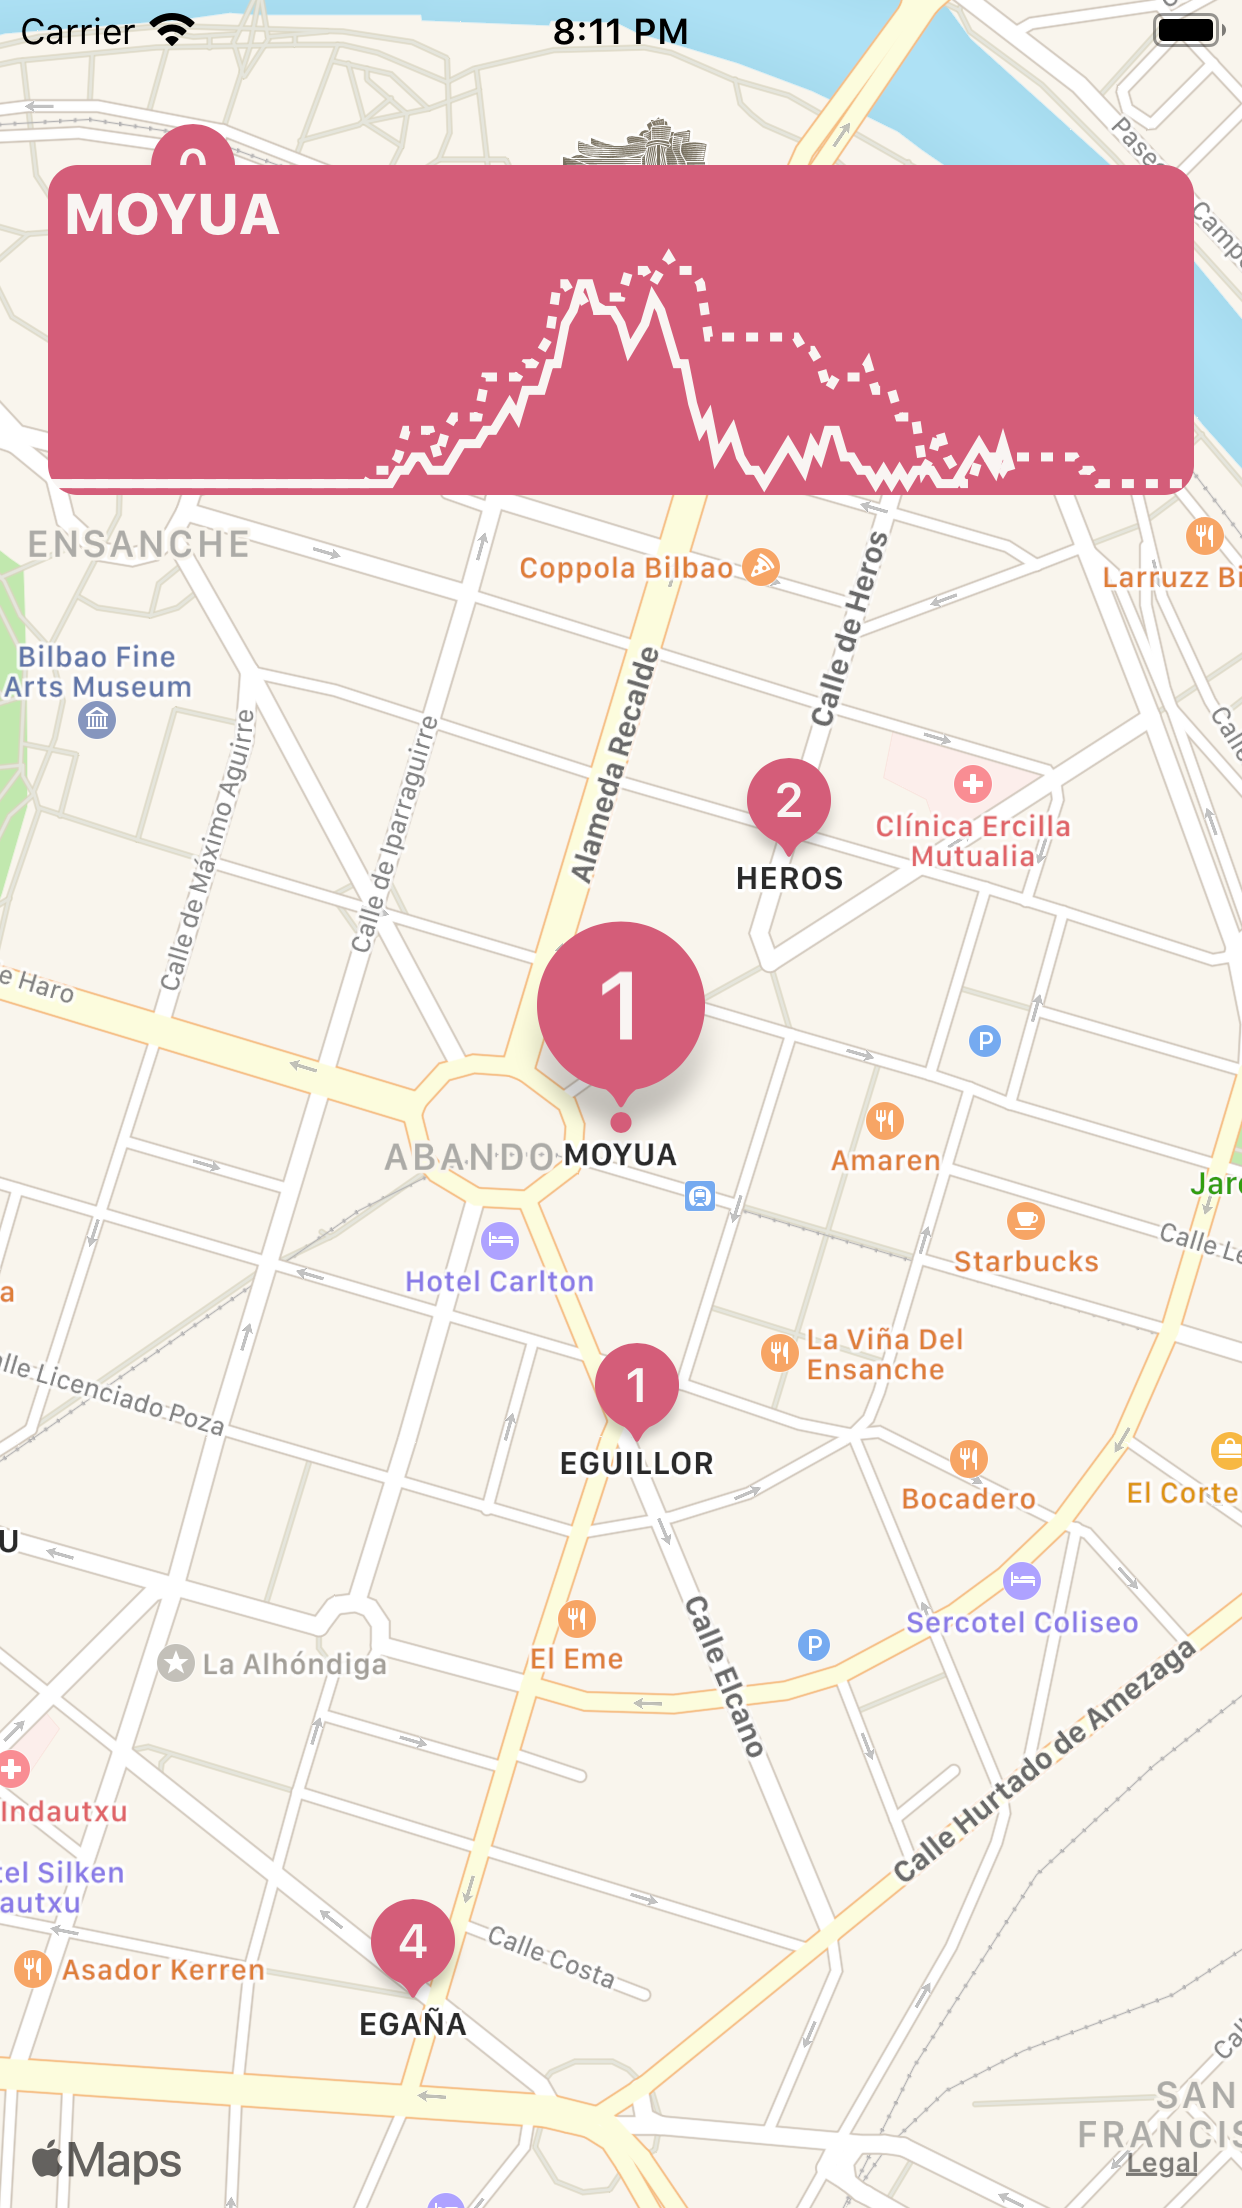 Carrier
8:11 PM
0
MOYUA
Camp
ENSANCHE
Coppola Bilbao
Calle de Heros
Larruzz Bi
Bilbao Fine
Arts Museum
Alameda Recalde
Calle de Máximo Aguirre
Calle de Iparraguirre
2
HEROS
Clínica Ercilla
Mutualia
e Haro
1
P
ABANDO
MOYUA
Amaren
Jar
Hotel Carlton
Starbucks
Calle Le
a
La Viña Del
Ensanche
1
EGUILLOR
alle Licenciado Poza
Bocadero
El Corte
U
Sercotel Coliseo
El Eme
P
La Alhóndiga
Calle Elcano
Calle Hurtado de Amezaga
Indautxu
tel Silken
autxu
4
EGAÑA
Asador Kerren
Calle Costa
SAN
FRANCIS
Maps
Legal